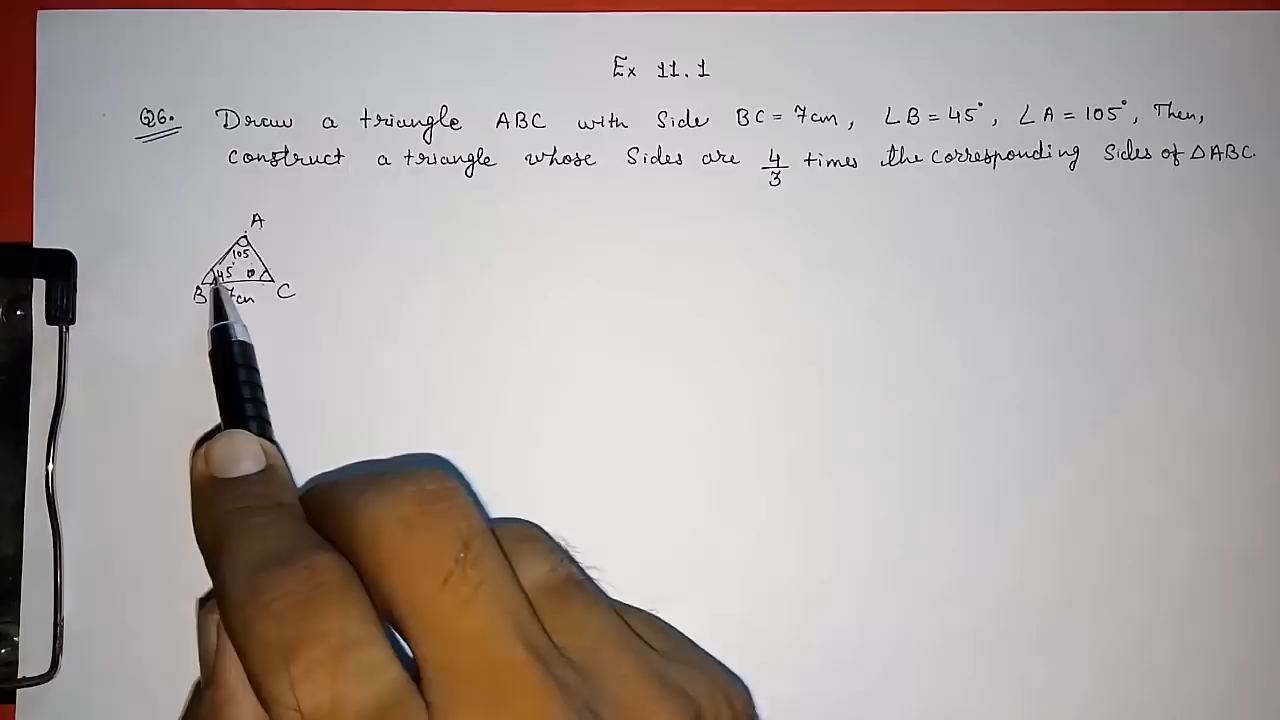 Ex 11.1
Q6. Draw a triangle ABC with Side BC = 7cm, ∠B = 45°, ∠A = 105°, Then,
construct a triangle whose Sides are 4/3 times the corresponding Sides of △ABC.
A
105°
45°
B 7cm C